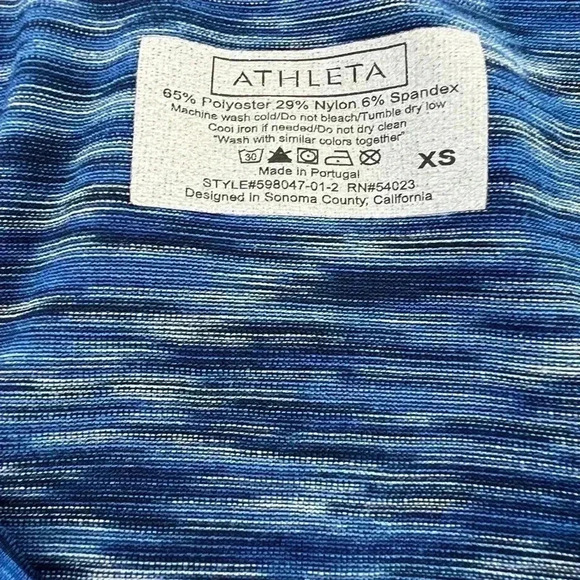 ATHLETA
65% Polyester 29% Nylon 6% Spandex
Machine wash cold/Do not bleach/Tumble dry low
Cool iron if needed/Do not dry clean
"Wash with similar colors together"
30 XS
Made in Portugal
STYLE#598047-01-2 RN#54023
Designed in Sonoma County, California